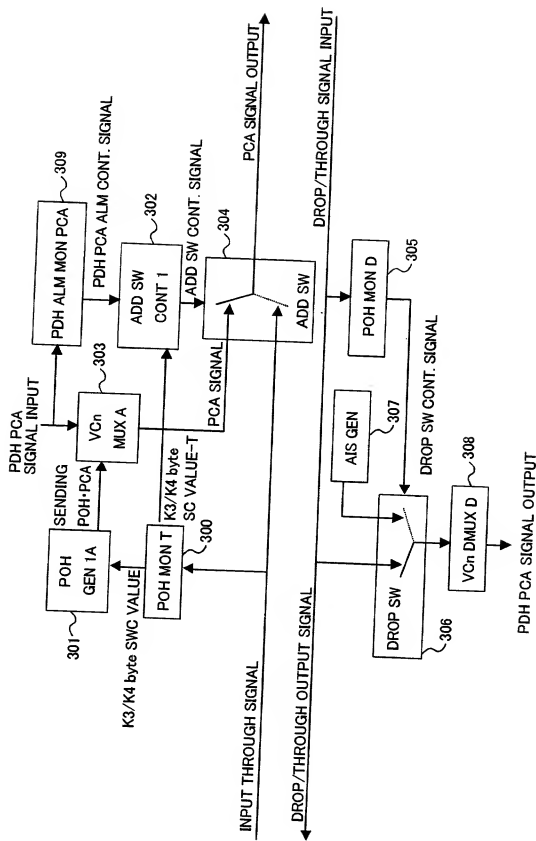 PDH PCA
SIGNAL INPUT
PDH ALM MON PCA
309
PDH PCA ALM CONT. SIGNAL
303
VCn
MUX A
SENDING
POH•PCA
POH
GEN 1A
301
ADD SW
CONT 1
302
ADD SW CONT. SIGNAL
K3/K4 byte SWC VALUE
POH MON T
300
K3/K4 byte
SC VALUE-T
PCA SIGNAL
304
ADD SW
PCA SIGNAL OUTPUT
INPUT THROUGH SIGNAL
DROP/THROUGH OUTPUT SIGNAL
DROP/THROUGH SIGNAL INPUT
POH MON D
305
AIS GEN
307
DROP SW CONT. SIGNAL
DROP SW
306
VCn DMUX D
308
PDH PCA SIGNAL OUTPUT